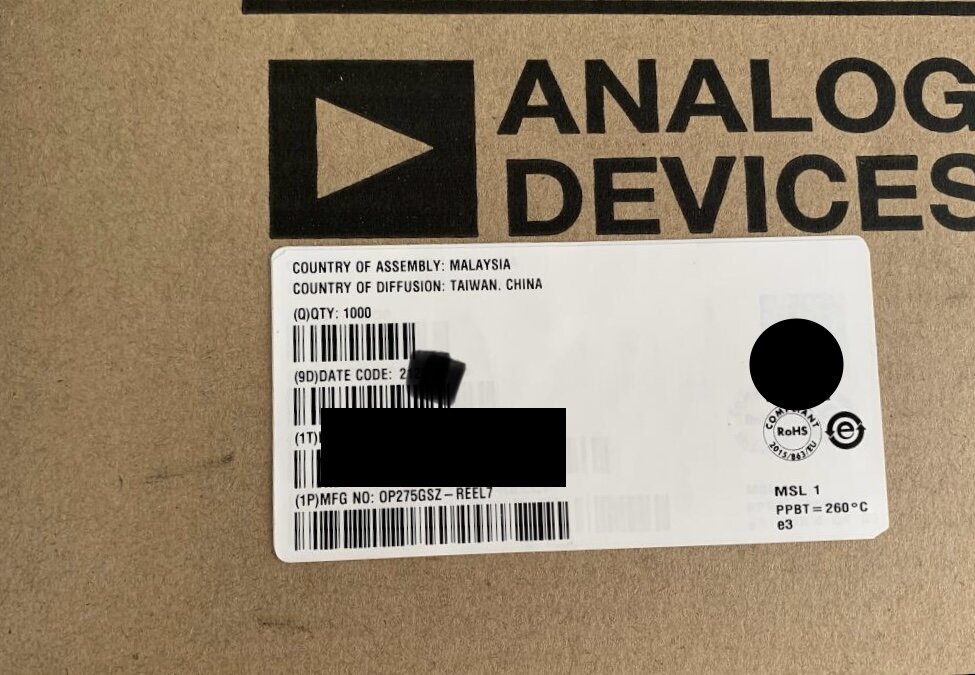 ANALOG
DEVICES
COUNTRY OF ASSEMBLY: MALAYSIA
COUNTRY OF DIFFUSION: TAIWAN. CHINA
(Q)QTY: 1000
(9D)DATE CODE: 2
(1T)
(1P)MFG NO: OP275GSZ-REEL7
COMPLIANT
RoHS
2015/863/EU
e
MSL 1
PPBT=260°C
e3